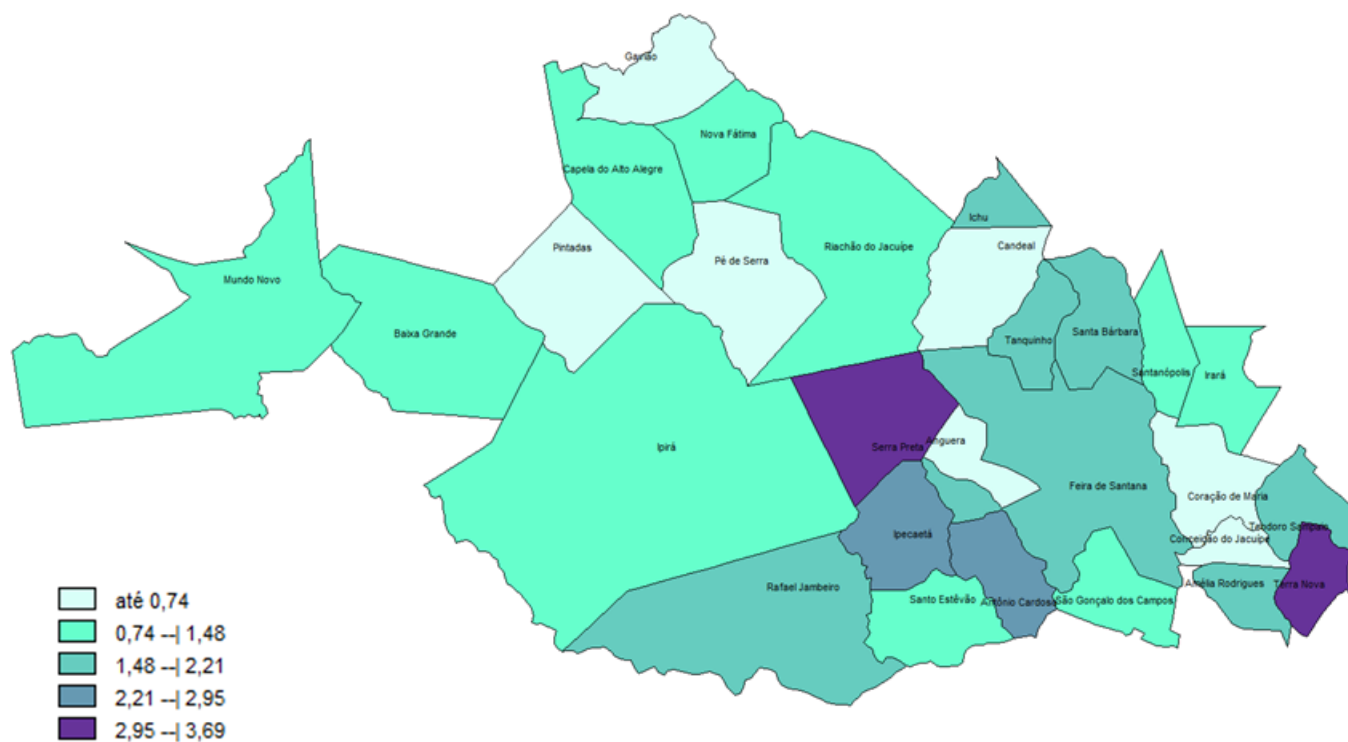 Gavião
Nova Fátima
Capela do Alto Alegre
Ichu
Pintadas
Riachão do Jacuípe
Candeal
Pé de Serra
Mundo Novo
Baixa Grande
Santa Bárbara
Tanquinho
Santanópolis
Irará
Anguera
Ipirá
Serra Preta
Feira de Santana
Coração de Maria
Teodoro Sampaio
Ipecaetá
Conceição do Jacuípe
Rafael Jambeiro
Amélia Rodrigues
Terra Nova
Santo Estêvão
Antônio Cardoso
São Gonçalo dos Campos
até 0,74
0,74 --| 1,48
1,48 --| 2,21
2,21 --| 2,95
2,95 --| 3,69